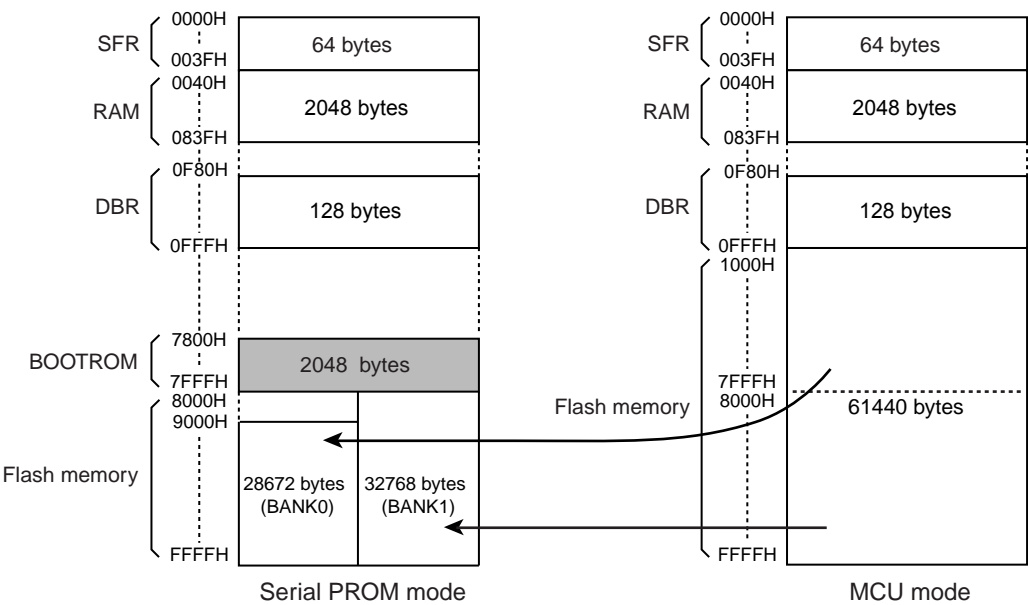 0000H
SFR
64 bytes
003FH
0040H
RAM
2048 bytes
083FH
0F80H
DBR
128 bytes
0FFFH
7800H
BOOTROM
2048 bytes
7FFFH
8000H
9000H
Flash memory
28672 bytes
(BANK0)
32768 bytes
(BANK1)
FFFFH
Serial PROM mode
0000H
SFR
64 bytes
003FH
0040H
RAM
2048 bytes
083FH
0F80H
DBR
128 bytes
0FFFH
1000H
7FFFH
Flash memory
8000H
61440 bytes
FFFFH
MCU mode